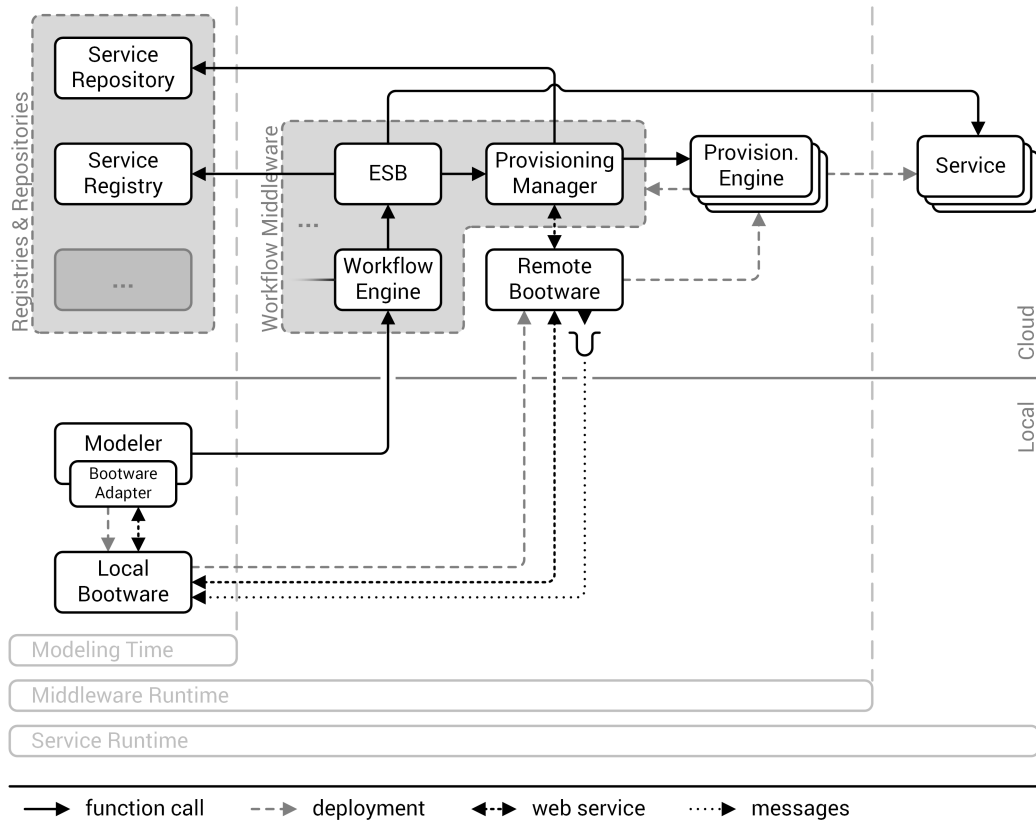 Service
Repository
Service
Registry
...
Registries & Repositories
Workflow Middleware
ESB
Provisioning
Manager
Provision.
Engine
Service
...
Workflow
Engine
Remote
Bootware
Cloud
Local
Modeler
Bootware
Adapter
Local
Bootware
Modeling Time
Middleware Runtime
Service Runtime
function call
deployment
web service
messages